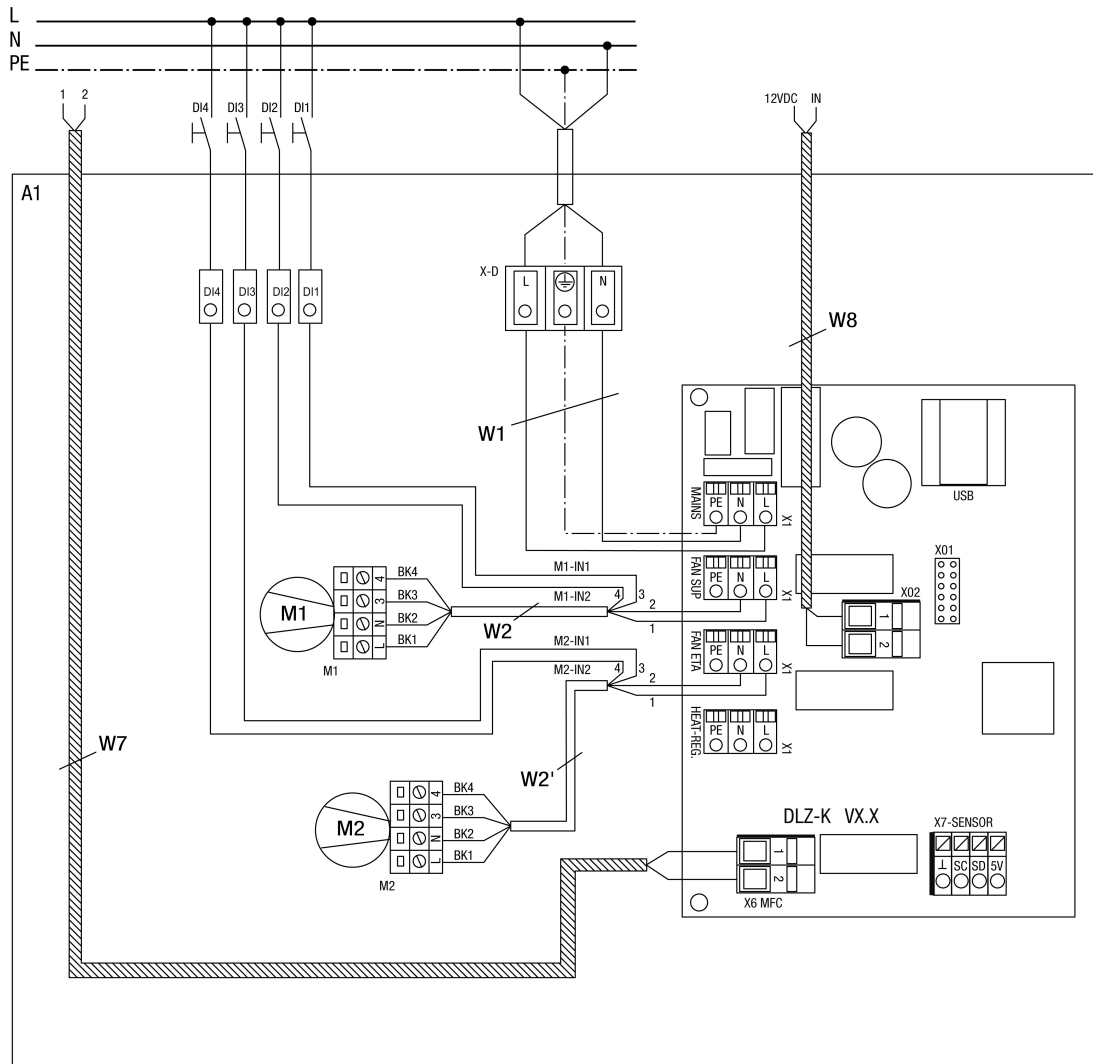 L
N
PE
1 2
DI4 DI3 DI2 DI1
12VDC IN
A1
X-D
L N
DI4 DI3 DI2 DI1
W8
W1
USB
MAINS
PE N L
X1
X01
M1-IN1
FAN SUP
PE N L
X1
X02
1
2
BK4
BK3
BK2
BK1
4
3
N
L
M1
M1
M1-IN2
4 3
2
1
W2
M2-IN1
M2-IN2
4 3
2
1
FAN ETA
PE N L
X1
HEAT-REG.
PE N L
X1
W7
W2'
BK4
BK3
BK2
BK1
4
3
N
L
M2
M2
DLZ-K VX.X
X7-SENSOR
⊥ SC SD 5V
1
2
X6 MFC